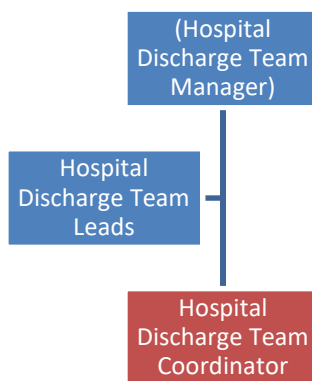 (Hospital
Discharge Team
Manager)
Hospital
Discharge Team
Leads
Hospital
Discharge Team
Coordinator